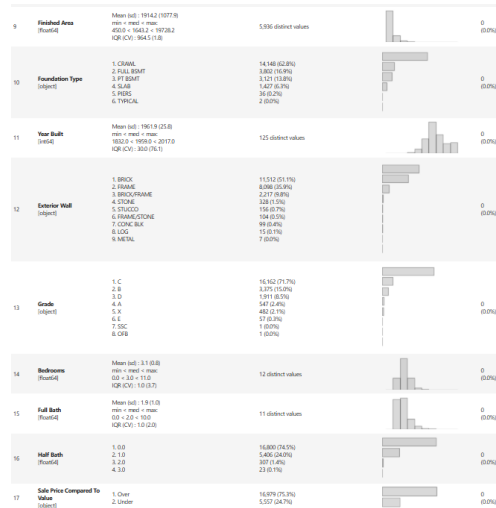 9
Finished Area
[float64]
Mean (sd) : 1914.2 (1077.9)
min < med < max:
450.0 < 1643.2 < 19728.2
IQR (CV) : 964.5 (1.8)
5,936 distinct values
0
(0.0%)
10
Foundation Type
[object]
1. CRAWL
2. FULL BSMT
3. PT BSMT
4. SLAB
5. PIERS
6. TYPICAL
14,148 (62.8%)
3,802 (16.9%)
3,121 (13.8%)
1,427 (6.3%)
36 (0.2%)
2 (0.0%)
0
(0.0%)
11
Year Built
[int64]
Mean (sd) : 1961.9 (25.8)
min < med < max:
1832.0 < 1959.0 < 2017.0
IQR (CV) : 30.0 (76.1)
125 distinct values
0
(0.0%)
12
Exterior Wall
[object]
1. BRICK
2. FRAME
3. BRICK/FRAME
4. STONE
5. STUCCO
6. FRAME/STONE
7. CONC BLK
8. LOG
9. METAL
11,512 (51.1%)
8,098 (35.9%)
2,217 (9.8%)
328 (1.5%)
156 (0.7%)
104 (0.5%)
99 (0.4%)
15 (0.1%)
7 (0.0%)
0
(0.0%)
13
Grade
[object]
1. C
2. B
3. D
4. A
5. X
6. E
7. SSC
8. OFB
16,162 (71.7%)
3,375 (15.0%)
1,911 (8.5%)
547 (2.4%)
482 (2.1%)
57 (0.3%)
1 (0.0%)
1 (0.0%)
0
(0.0%)
14
Bedrooms
[float64]
Mean (sd) : 3.1 (0.8)
min < med < max:
0.0 < 3.0 < 11.0
IQR (CV) : 1.0 (3.7)
12 distinct values
0
(0.0%)
15
Full Bath
[float64]
Mean (sd) : 1.9 (1.0)
min < med < max:
0.0 < 2.0 < 10.0
IQR (CV) : 1.0 (2.0)
11 distinct values
0
(0.0%)
16
Half Bath
[float64]
1. 0.0
2. 1.0
3. 2.0
4. 3.0
16,800 (74.5%)
5,406 (24.0%)
307 (1.4%)
23 (0.1%)
0
(0.0%)
17
Sale Price Compared To
Value
[object]
1. Over
2. Under
16,979 (75.3%)
5,557 (24.7%)
0
(0.0%)